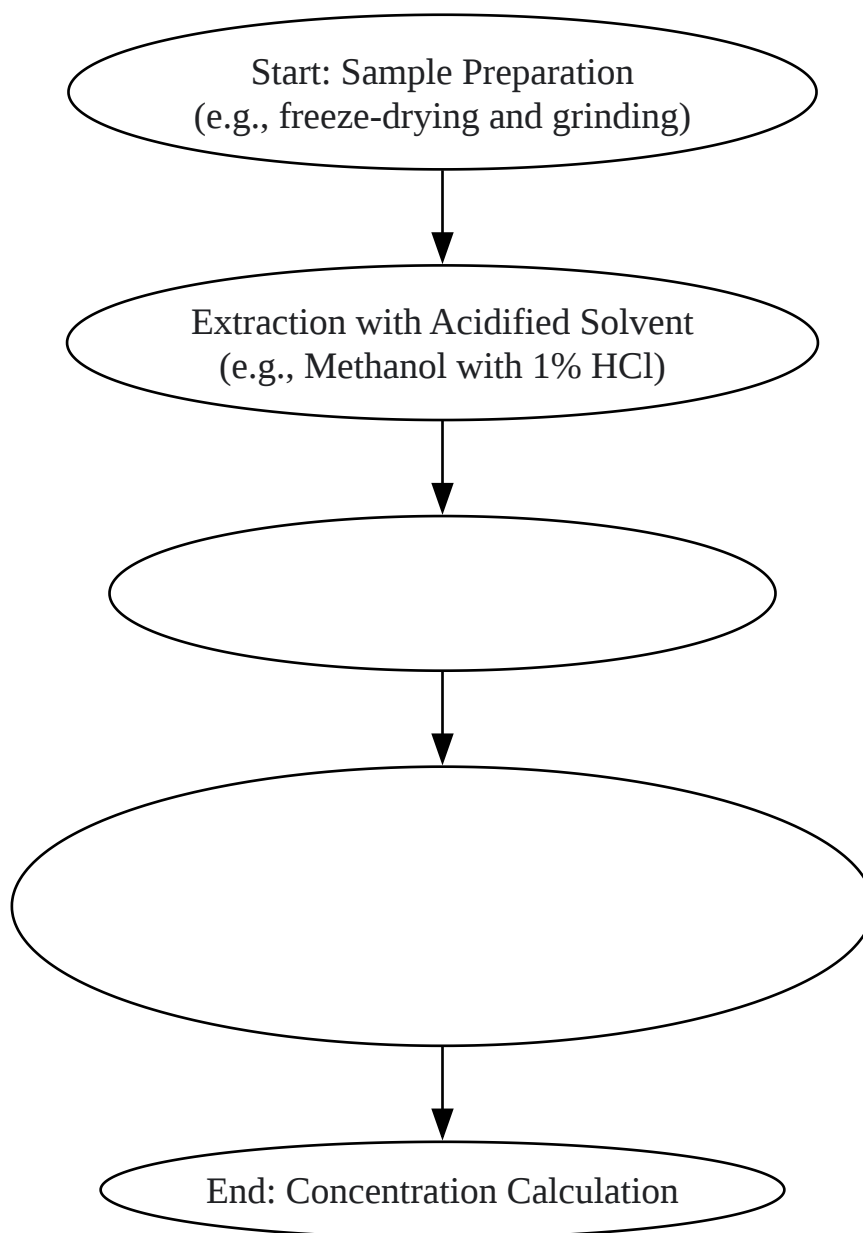 Start: Sample Preparation
(e.g., freeze-drying and grinding)
Extraction with Acidified Solvent
(e.g., Methanol with 1% HCl)
End: Concentration Calculation